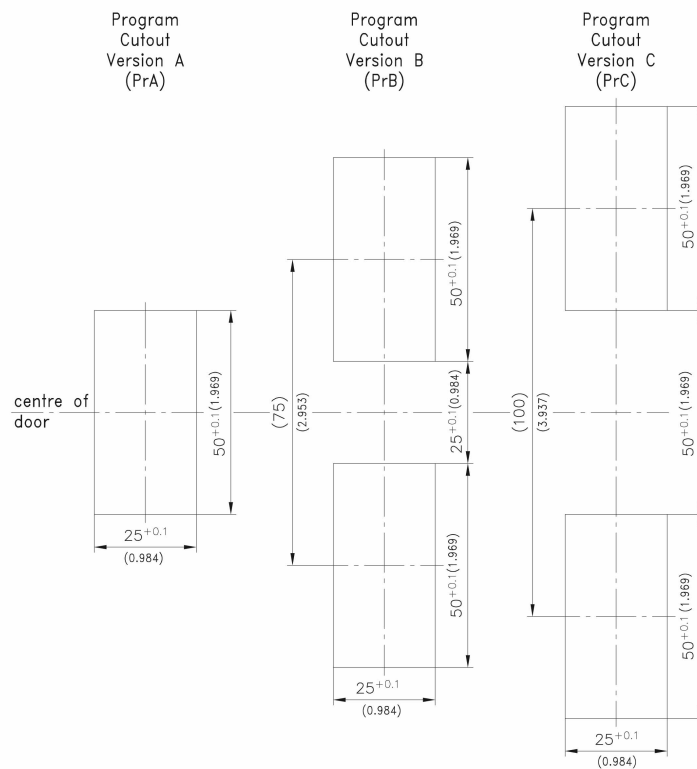 Program
Cutout
Version A
(PrA)
Program
Cutout
Version B
(PrB)
Program
Cutout
Version C
(PrC)
centre of
door
50+0.1(1.969)
25+0.1
(0.984)
50+0.1(1.969)
(75)
(2.953)
25+0.1(0.984)
50+0.1(1.969)
25+0.1
(0.984)
50+0.1(1.969)
(100)
(3.937)
50+0.1(1.969)
50+0.1(1.969)
25+0.1
(0.984)